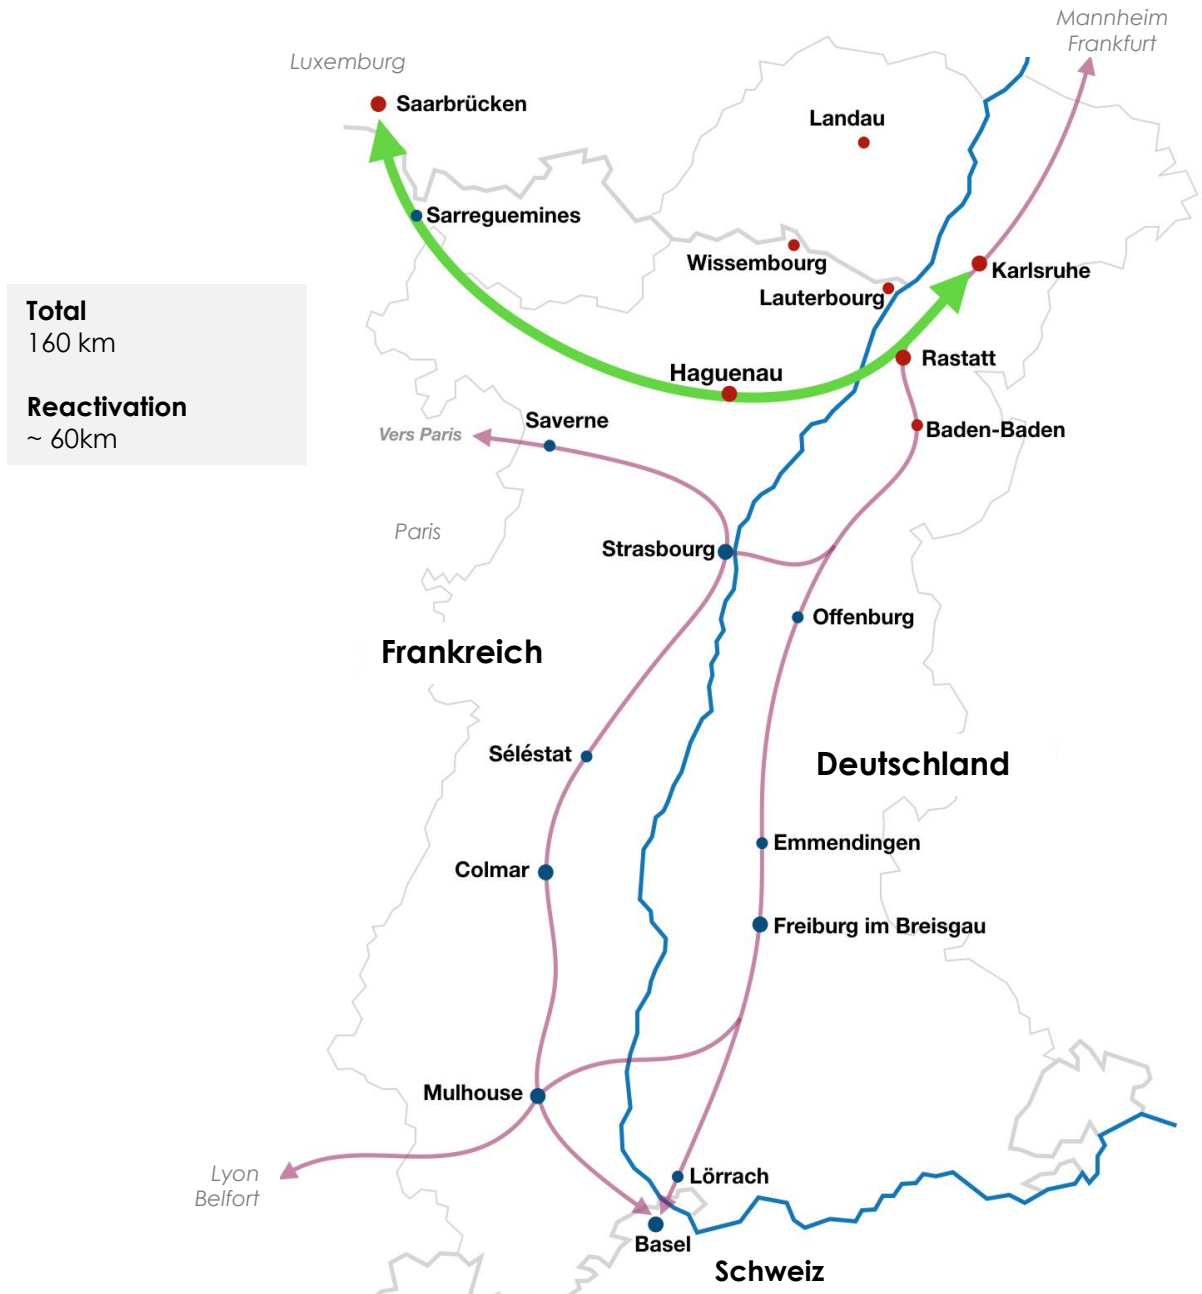 Mannheim
Frankfurt
Luxemburg
Saarbrücken
Landau
Sarreguemines
Wissembourg
Karlsruhe
Lauterbourg
Total
160 km
Reactivation
~ 60km
Rastatt
Haguenau
Saverne
Vers Paris
Baden-Baden
Paris
Strasbourg
Offenburg
Frankreich
Séléstat
Deutschland
Emmendingen
Colmar
Freiburg im Breisgau
Mulhouse
Lyon
Belfort
Lörrach
Basel
Schweiz